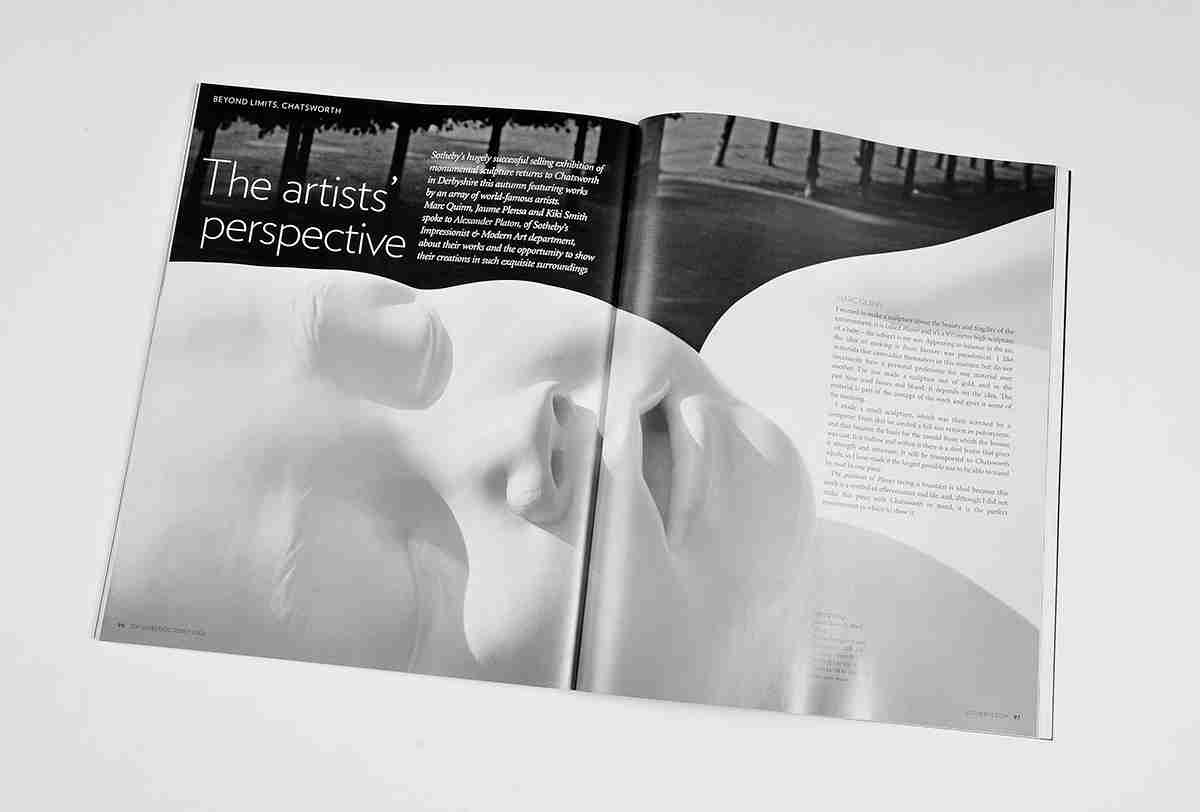 BEYOND LIMITS, CHATSWORTH
The artists'
perspective
Sotheby's hugely successful selling exhibition of
monumental sculpture returns to Chatsworth
in Derbyshire this autumn featuring works
by an array of world-famous artists.
Marc Quinn, Jaume Plensa and Kiki Smith
spoke to Alexander Platon, of Sotheby's
Impressionist & Modern Art department,
about their works and the opportunity to show
their creations in such exquisite surroundings
MARC QUINN
I wanted to make a sculpture about the beauty and fragility of the
environment; it is called Planet and it's a
of a baby – the subject is my son. Appearing to balance in the air,
the idea of making it from bronze was paradoxical. I like
materials that contradict themselves in this manner, but do not
necessarily have a personal preference for one material over
another. I've just made a sculpture out of gold, and in the
past have used frozen and blood. It depends on the idea. The
material is part of the concept of the work and gives it some of
its meaning.
I made a small sculpture, which was then scanned by a
computer. From this we carved a full size version in polystyrene,
and that became the basis for the mould from which the bronze
was cast. It is hollow and within it there is a steel frame that gives
it strength and structure. It will be transported to Chatsworth
whole, so I have made it the largest possible size to be able to travel
by road in one piece.
The position of Planet facing a fountain is ideal because this
work is a symbol of effervescence and life, and, although I did not
make this piece with Chatsworth in mind, it is the perfect
environment in which to show it.
96
97